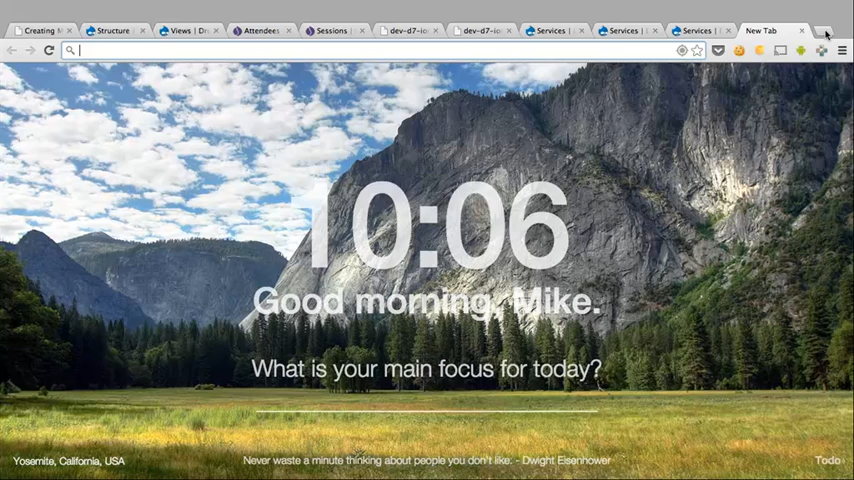 Creating M
Structure
Views | Dr
Attendees
Sessions |
dev-d7-io
dev-d7-io
Services |
Services |
Services |
New Tab
10:06
Good morning, Mike.
What is your main focus for today?
Yosemite, California, USA
Never waste a minute thinking about people you don't like. - Dwight Eisenhower
Todo